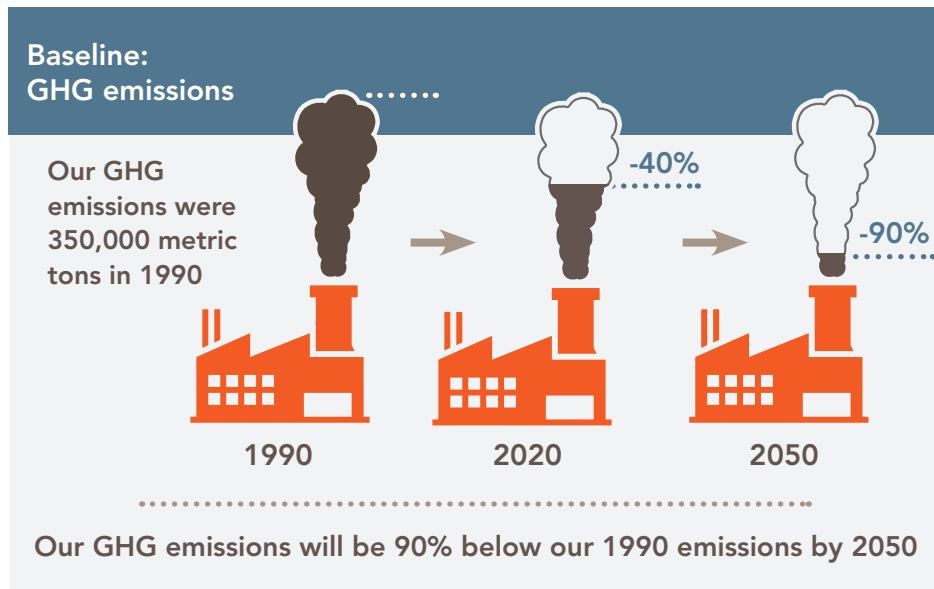 Baseline:
GHG emissions
Our GHG
emissions were
350,000 metric
tons in 1990
-40%
-90%
1990
2020
2050
Our GHG emissions will be 90% below our 1990 emissions by 2050